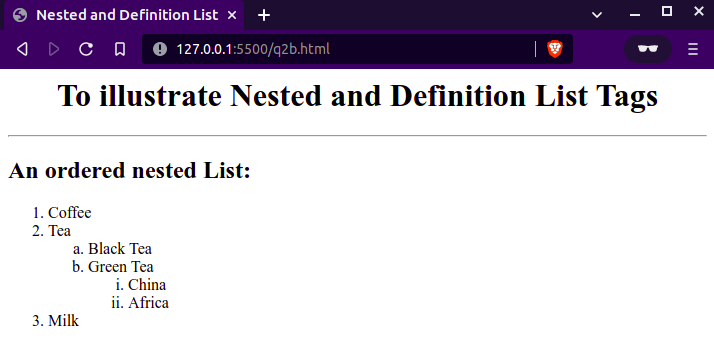 Nested and Definition List
127.0.0.1:5500/q2b.html
To illustrate Nested and Definition List Tags
An ordered nested List:
1. Coffee
2. Tea
a. Black Tea
b. Green Tea
i. China
ii. Africa
3. Milk